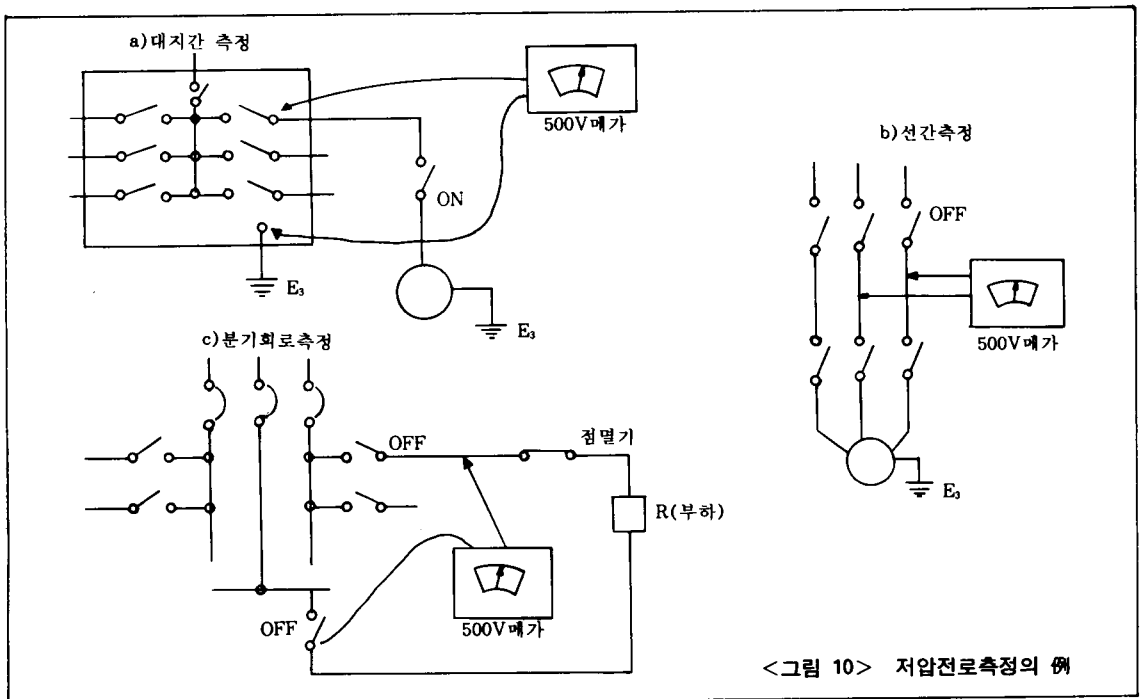 a)대지간 측정
500V메가
ON
E₃
E₃
b)선간측정
OFF
500V메가
E₃
c)분기회로측정
OFF
점멸기
R(부하)
500V메가
OFF
<그림 10> 저압전로측정의 例